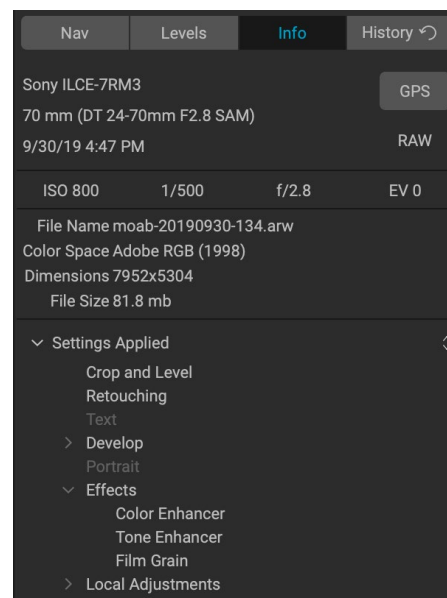 Nav Levels Info History
Sony ILCE-7RM3
GPS
70 mm (DT 24-70mm F2.8 SAM)
9/30/19 4:47 PM RAW
ISO 800 1/500 f/2.8 EV 0
File Name moab-20190930-134.arw
Color Space Adobe RGB (1998)
Dimensions 7952x5304
File Size 81.8 mb
Settings Applied
Crop and Level
Retouching
Text
Develop
Portrait
Effects
Color Enhancer
Tone Enhancer
Film Grain
Local Adjustments